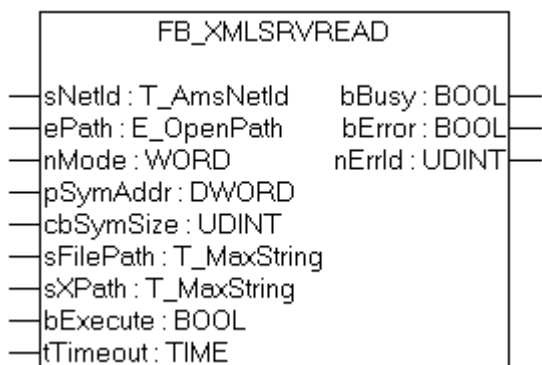 FB_XMLSRVREAD
sNetId : T_AmsNetId bBusy : BOOL
ePath : E_OpenPath bError : BOOL
nMode : WORD nErrId : UDINT
pSymAddr : DWORD
cbSymSize : UDINT
sFilePath : T_MaxString
sXPath : T_MaxString
bExecute : BOOL
tTimeout : TIME